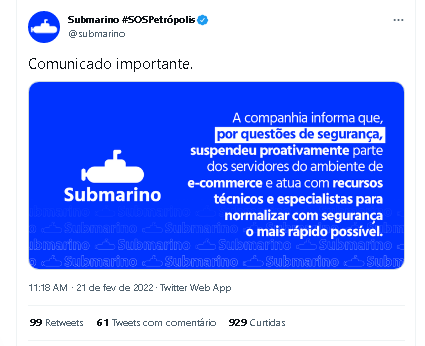 Submarino #SOSPetrópolis
@submarino
Comunicado importante.
A companhia informa que,
por questões de segurança,
suspendeu proativamente parte
dos servidores do ambiente de
e-commerce e atua com recursos
técnicos e especialistas para
normalizar com segurança
o mais rápido possível.
Submarino
Submarino Submarino Submarino
Submarino Submarino Submarino
Submarino Submarino Submarino
11:18 AM · 21 de fev de 2022 · Twitter Web App
99 Retweets 61 Tweets com comentário 929 Curtidas